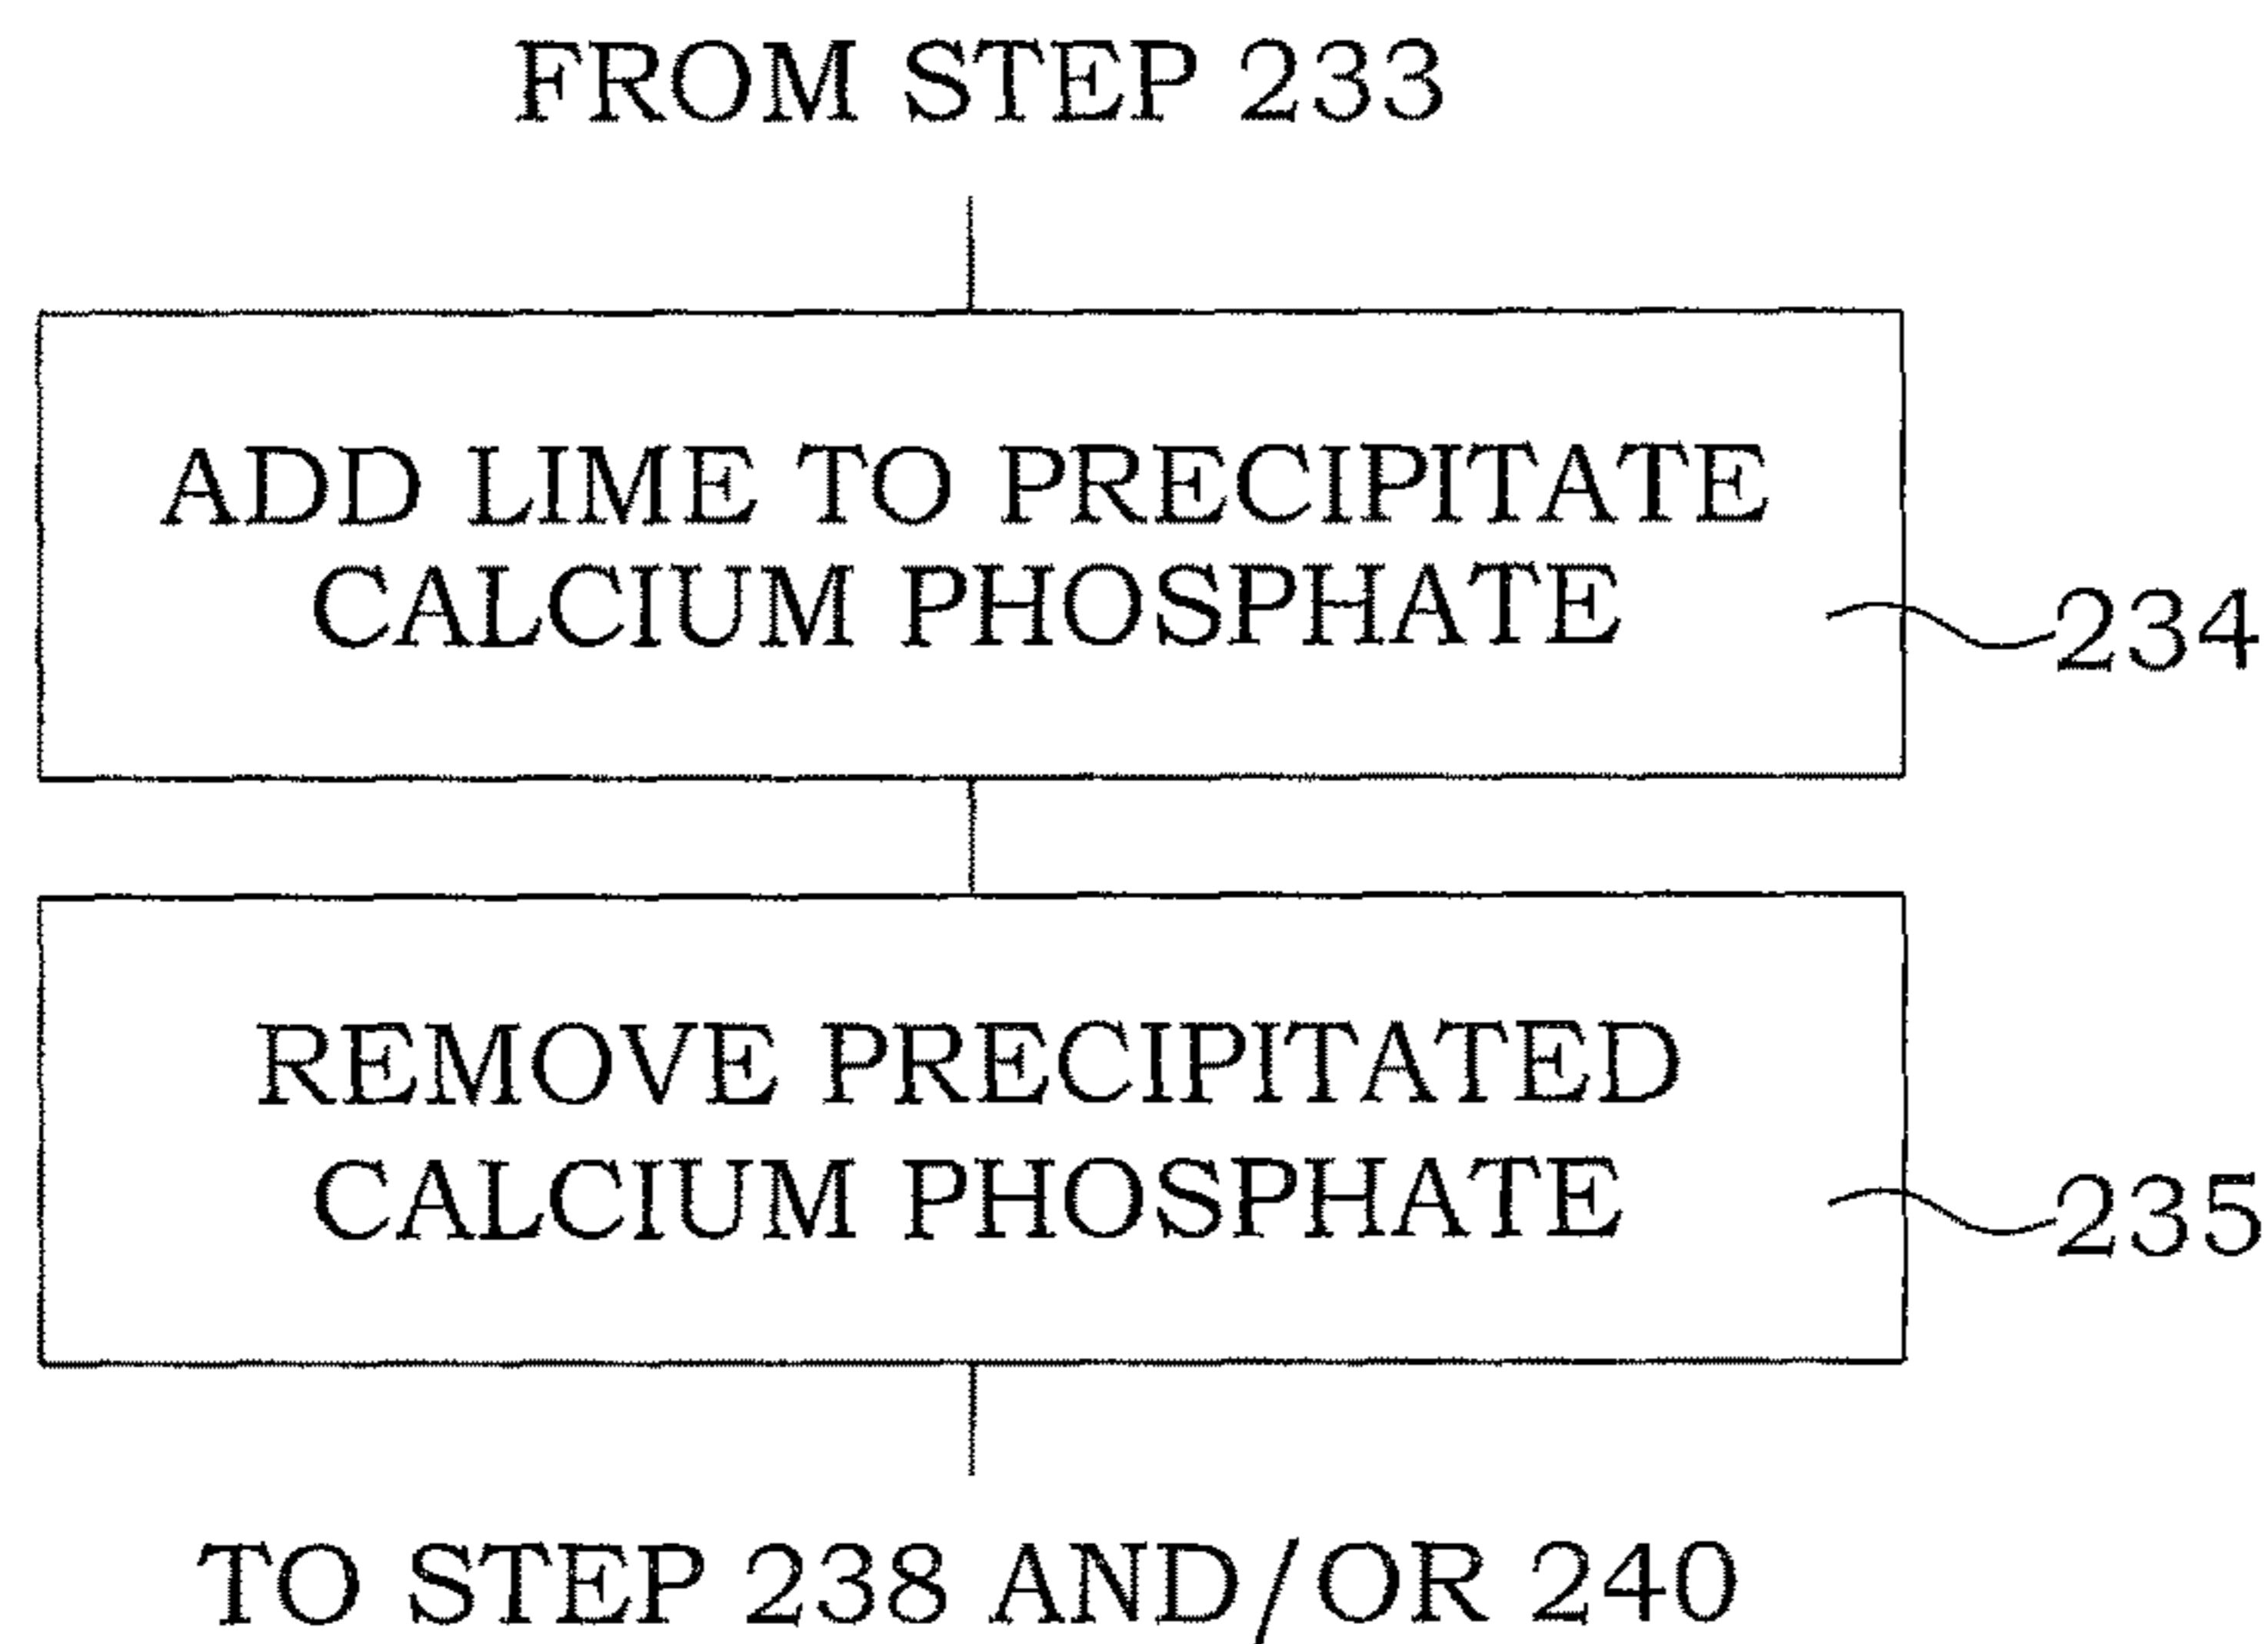 FROM STEP 233
ADD LIME TO PRECIPITATE
CALCIUM PHOSPHATE
234
REMOVE PRECIPITATED
CALCIUM PHOSPHATE
235
TO STEP 238 AND/OR 240